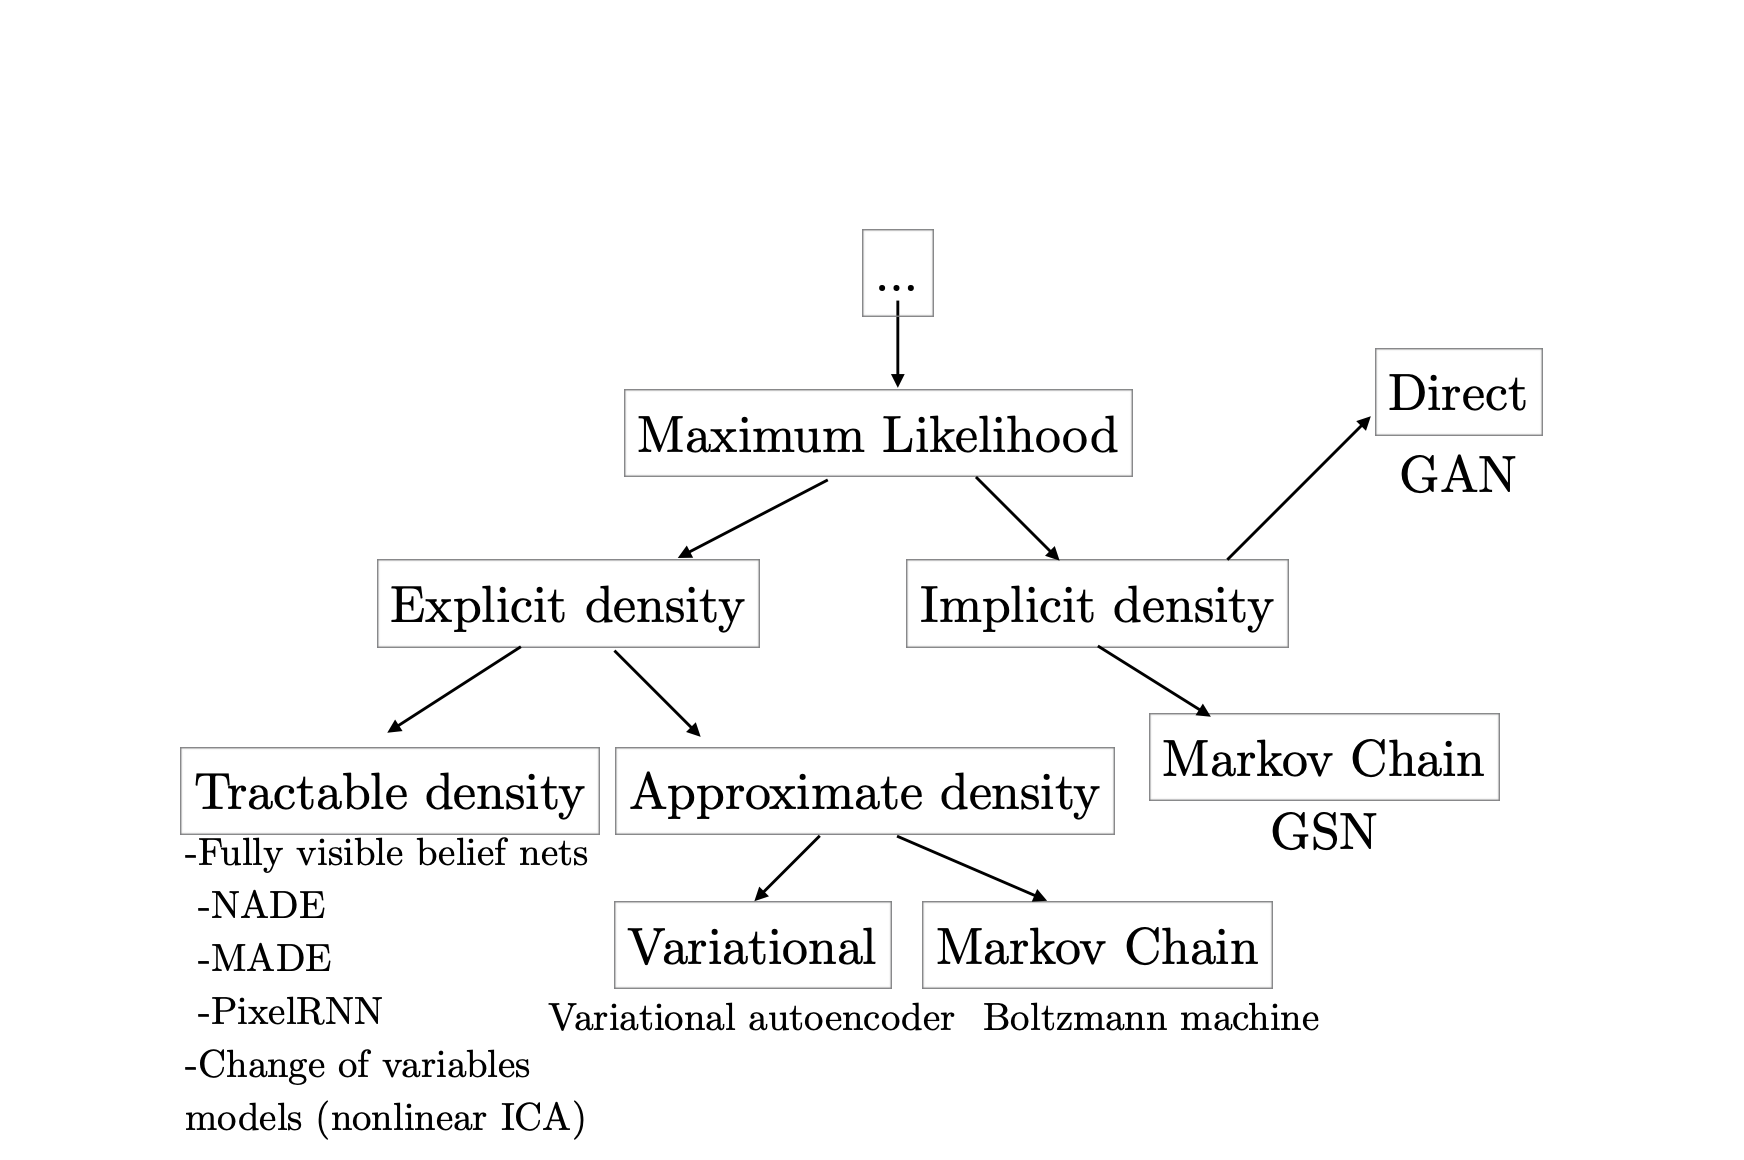 ...
Maximum Likelihood
Direct
GAN
Explicit density
Implicit density
Tractable density
-Fully visible belief nets
-NADE
-MADE
-PixelRNN
-Change of variables
models (nonlinear ICA)
Approximate density
Markov Chain
GSN
Variational
Variational autoencoder
Markov Chain
Boltzmann machine